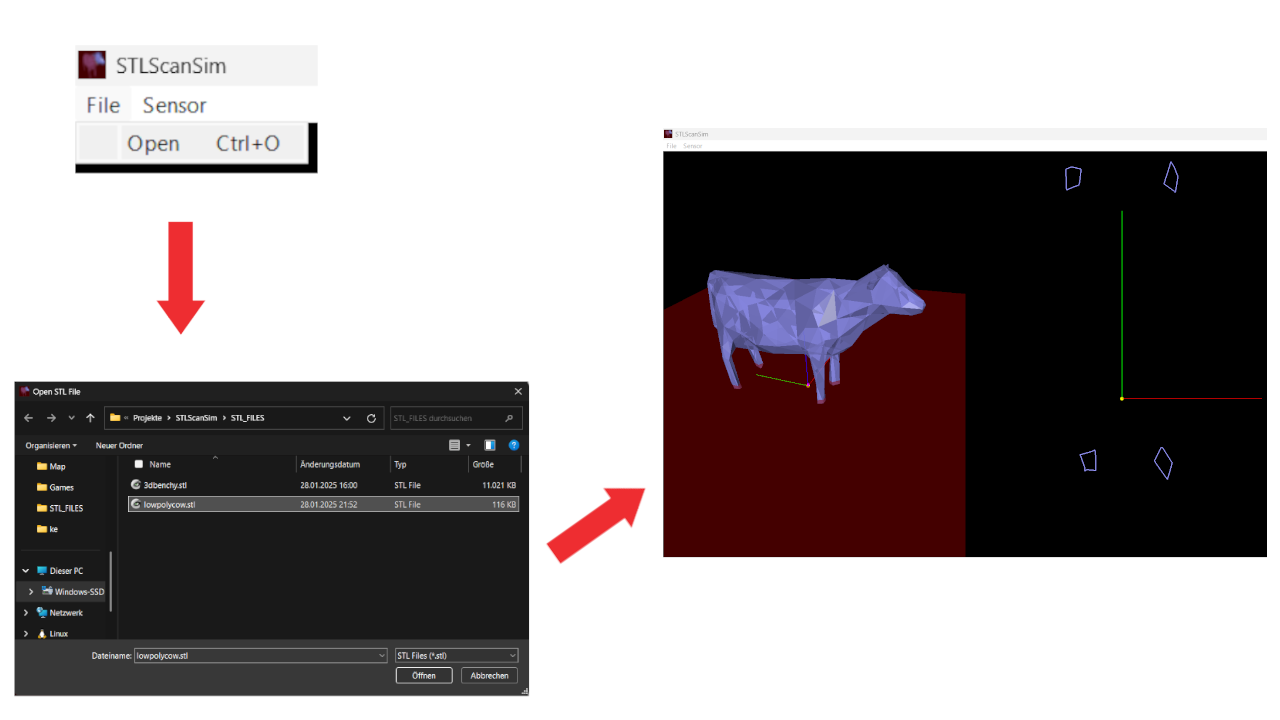 STLScanSim
File Sensor
Open Ctrl+O
STLScanSim
File Sensor
Open STL File
« Projekte > STLScanSim > STL_FILES
STL_FILES durchsuchen
Organisieren Neuer Ordner
Name Änderungsdatum Typ Größe
Map
Games
STL_FILES
ke
3dbenchy.stl 28.01.2025 16:00 STL File 11.021 KB
lowpolycow.stl 28.01.2025 21:52 STL File 116 KB
Dieser PC
Windows-SSD
Netzwerk
Linux
Dateiname: lowpolycow.stl STL Files (*.stl)
Öffnen Abbrechen